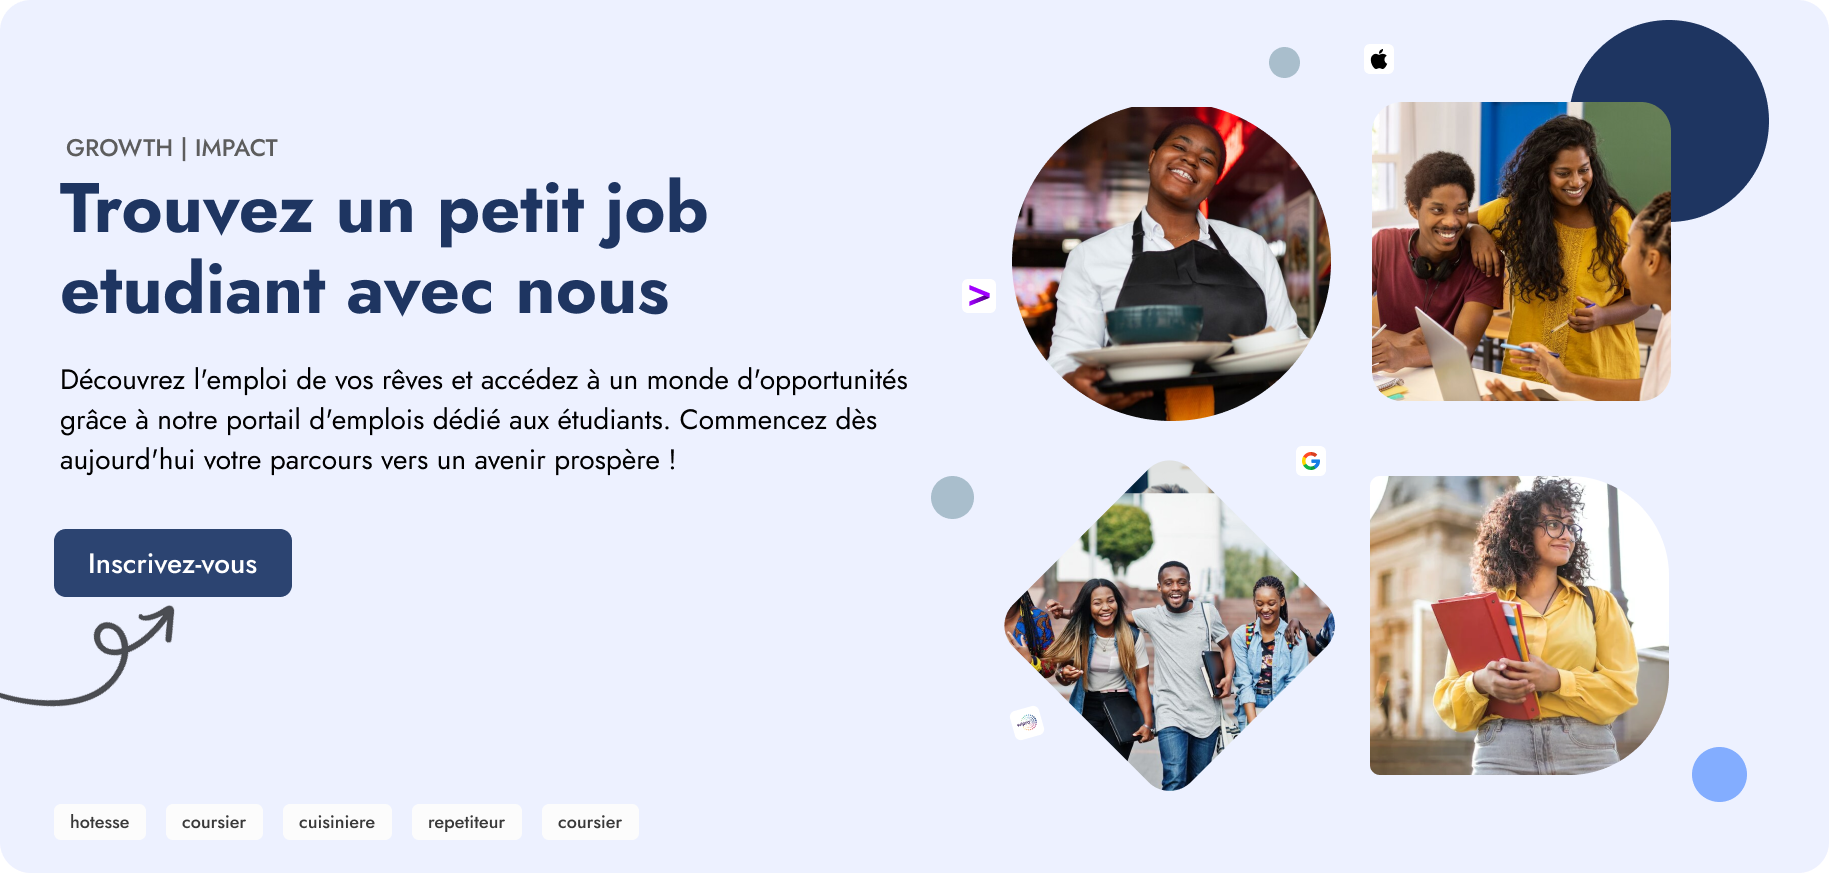 GROWTH | IMPACT
Trouvez un petit job
etudiant avec nous
Découvrez l'emploi de vos rêves et accédez à un monde d'opportunités
grâce à notre portail d'emplois dédié aux étudiants. Commencez dès
aujourd'hui votre parcours vers un avenir prospère !
Inscrivez-vous
hotesse
coursier
cuisiniere
repetiteur
coursier